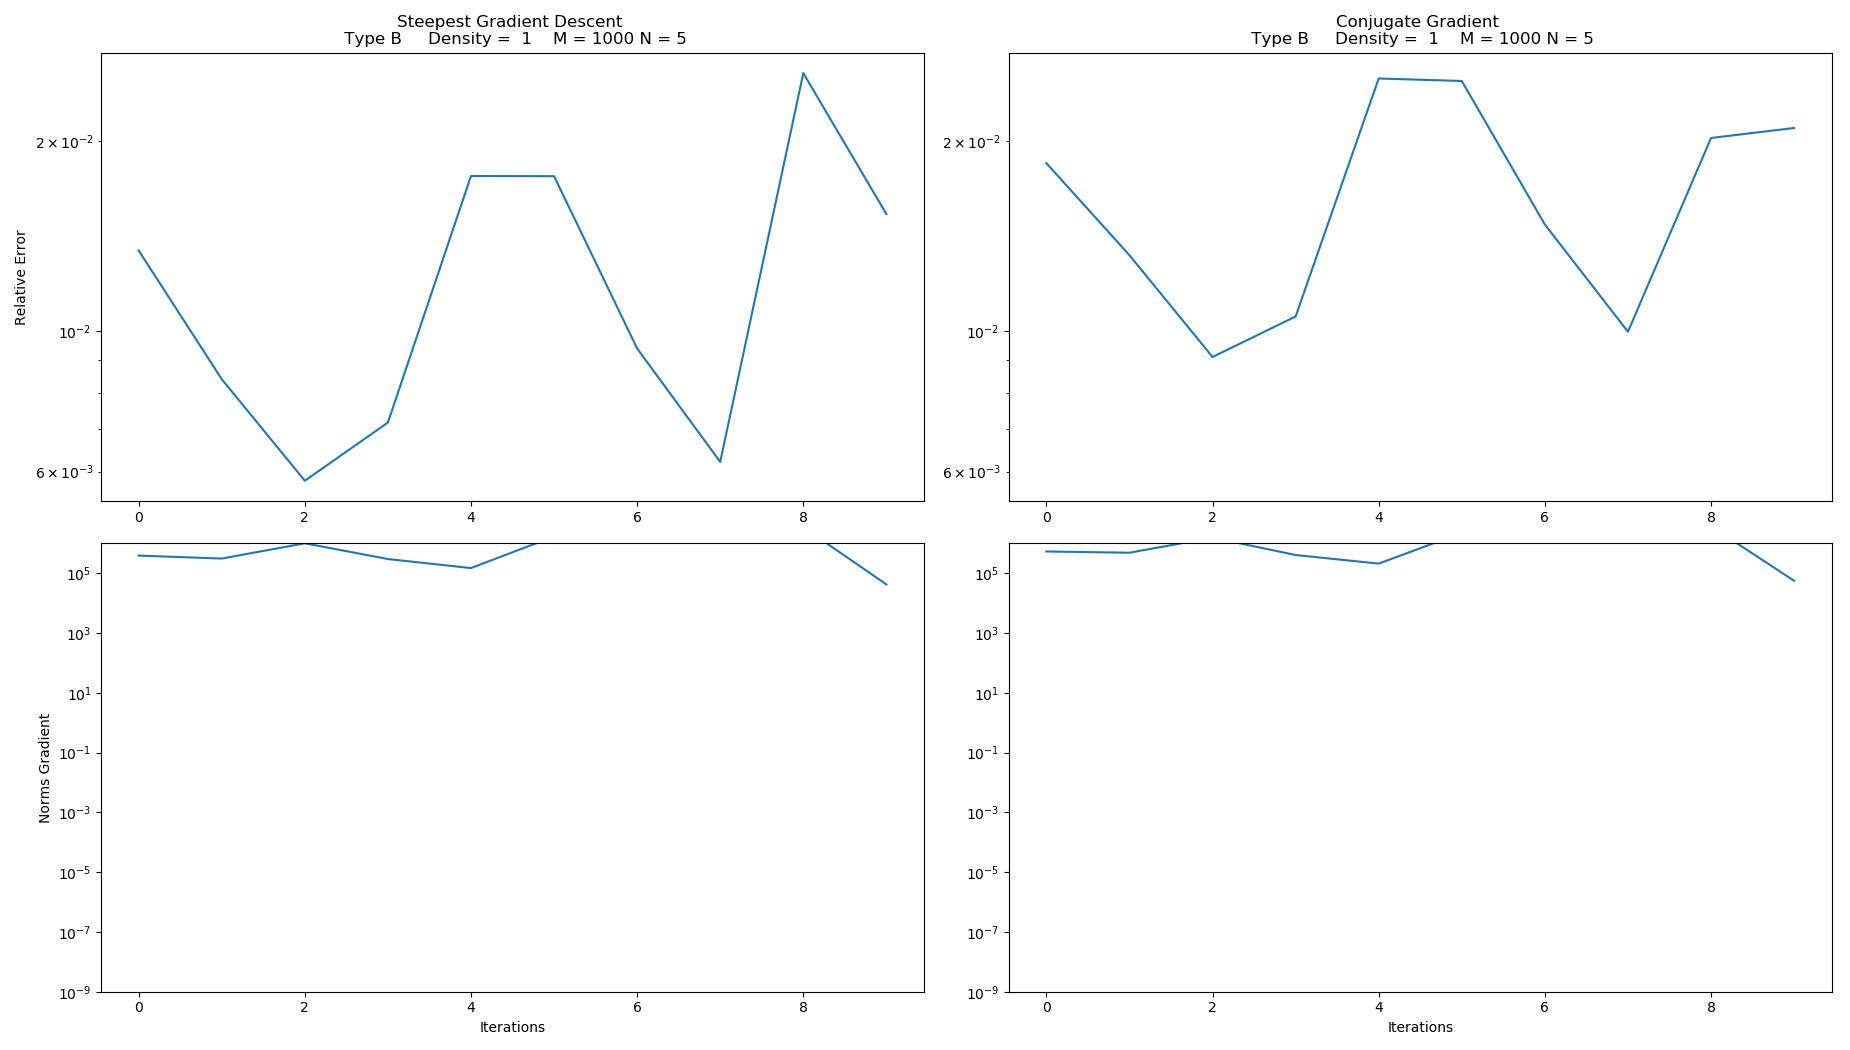 Steepest Gradient Descent
Type B Density = 1 M = 1000 N = 5
Relative Error
2 × 10⁻²
10⁻²
6 × 10⁻³
0 2 4 6 8
Conjugate Gradient
Type B Density = 1 M = 1000 N = 5
2 × 10⁻²
10⁻²
6 × 10⁻³
0 2 4 6 8
Norms Gradient
10⁵
10³
10¹
10⁻¹
10⁻³
10⁻⁵
10⁻⁷
10⁻⁹
0 2 4 6 8
Iterations
10⁵
10³
10¹
10⁻¹
10⁻³
10⁻⁵
10⁻⁷
10⁻⁹
0 2 4 6 8
Iterations